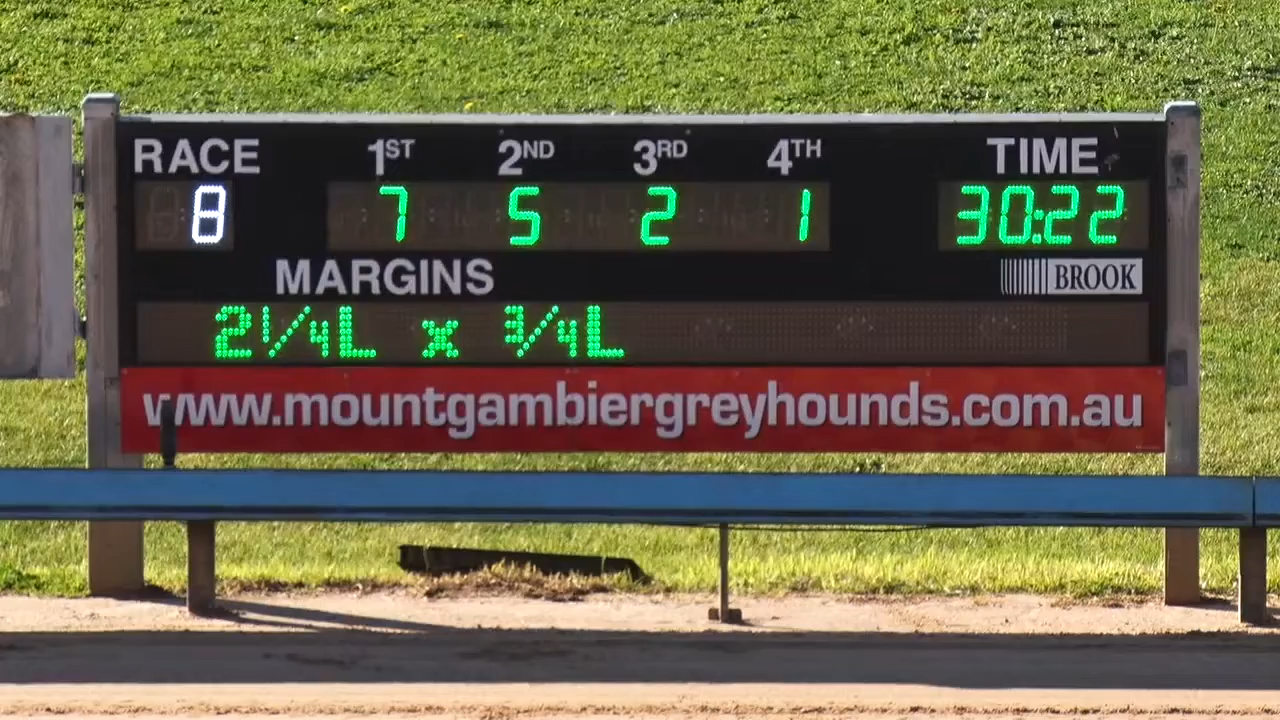 RACE 1ST 2ND 3RD 4TH TIME
8 7 5 2 1 30:22
MARGINS BROOK
2¼L x ¾L
www.mountgambiergreyhounds.com.au